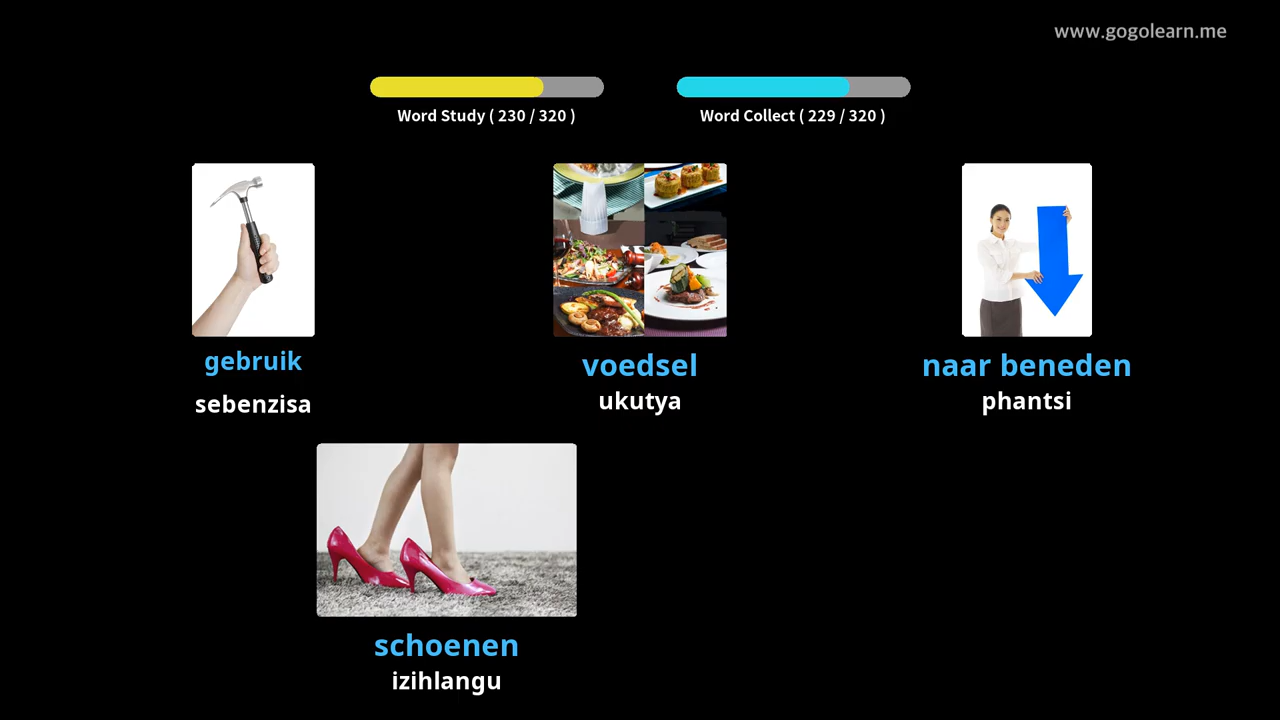 www.gogolearn.me
Word Study ( 230 / 320 )
Word Collect ( 229 / 320 )
gebruik
sebenzisa
voedsel
ukutya
naar beneden
phantsi
schoenen
izihlangu